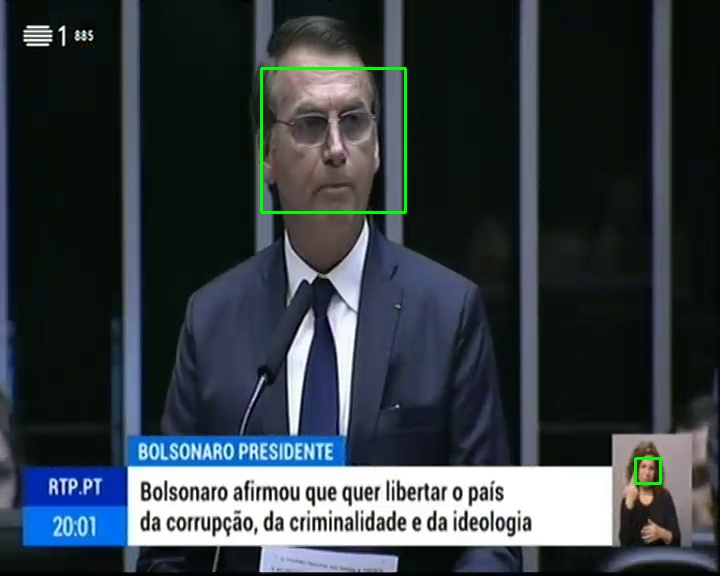 1 885
BOLSONARO PRESIDENTE
RTP.PT
Bolsonaro afirmou que quer libertar o país
20:01
da corrupção, da criminalidade e da ideologia